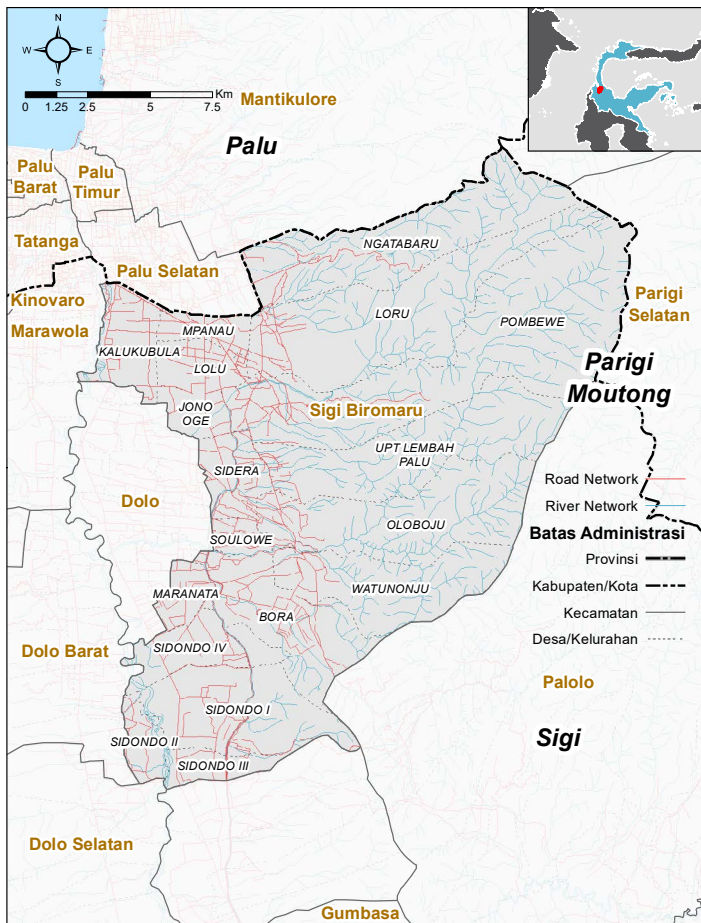 N
W
E
S
Km
0
1.25
2.5
5
7.5
Mantikulore
Palu
Palu
Barat
Palu
Timur
Tatanga
Palu Selatan
Kinovaro
Marawola
NGATABARU
LORU
POMBEWE
Parigi
Selatan
MPANAU
KALUKUBULA
LOLU
Parigi
Moutong
JONO
OGE
Sigi Biromaru
UPT LEMBAH
PALU
SIDERA
Dolo
OLOBOJU
SOULOWE
WATUNONJU
MARANATA
BORA
SIDONDO IV
Dolo Barat
SIDONDO I
SIDONDO II
SIDONDO III
Palolo
Sigi
Dolo Selatan
Gumbasa
Road Network
River Network
Batas Administrasi
Provinsi
Kabupaten/Kota
Kecamatan
Desa/Kelurahan